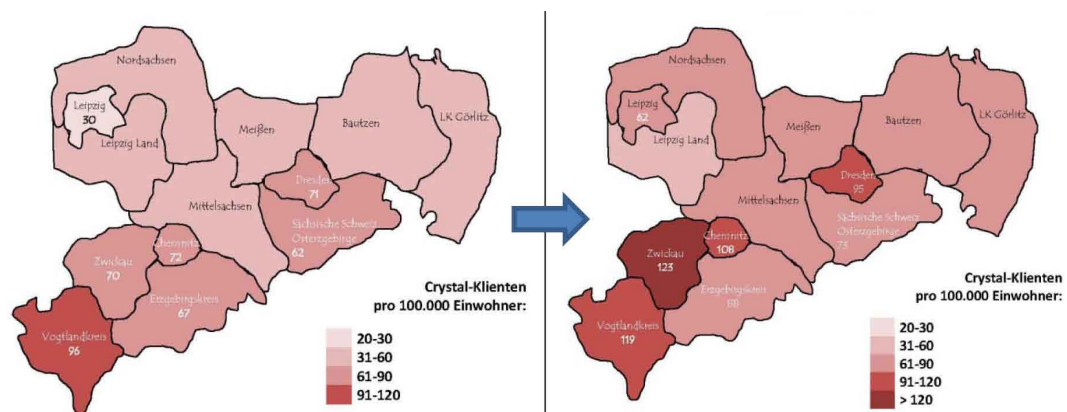 Nordsachsen
Leipzig
30
Leipzig Land
Meißen
Bautzen
LK Görlitz
Dresden
71
Mittelsachsen
Sächsische Schweiz
Osterzgebirge
62
Chemnitz
72
Zwickau
70
Erzgebirgskreis
67
Vogtlandkreis
96
Crystal-Klienten
pro 100.000 Einwohner:
20-30
31-60
61-90
91-120
Nordsachsen
Leipzig
62
Leipzig Land
Meißen
Bautzen
LK Görlitz
Dresden
95
Mittelsachsen
Sächsische Schweiz
Osterzgebirge
73
Chemnitz
108
Zwickau
123
Erzgebirgskreis
Vogtlandkreis
119
Crystal-Klienten
pro 100.000 Einwohner:
20-30
31-60
61-90
91-120
> 120